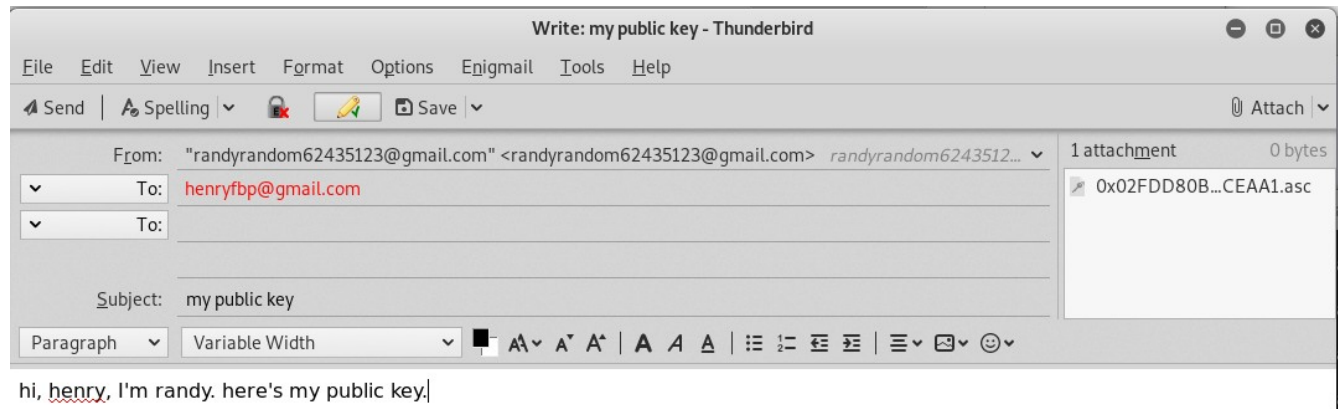 Write: my public key - Thunderbird
File Edit View Insert Format Options Enigmail Tools Help
Send Spelling Save Attach
From: "randyrandom62435123@gmail.com" <randyrandom62435123@gmail.com> randyrandom6243512... 1 attachment 0 bytes
To: henryfbp@gmail.com 0x02FDD80B...CEAA1.asc
To:
Subject: my public key
Paragraph Variable Width
hi, henry, I'm randy. here's my public key.